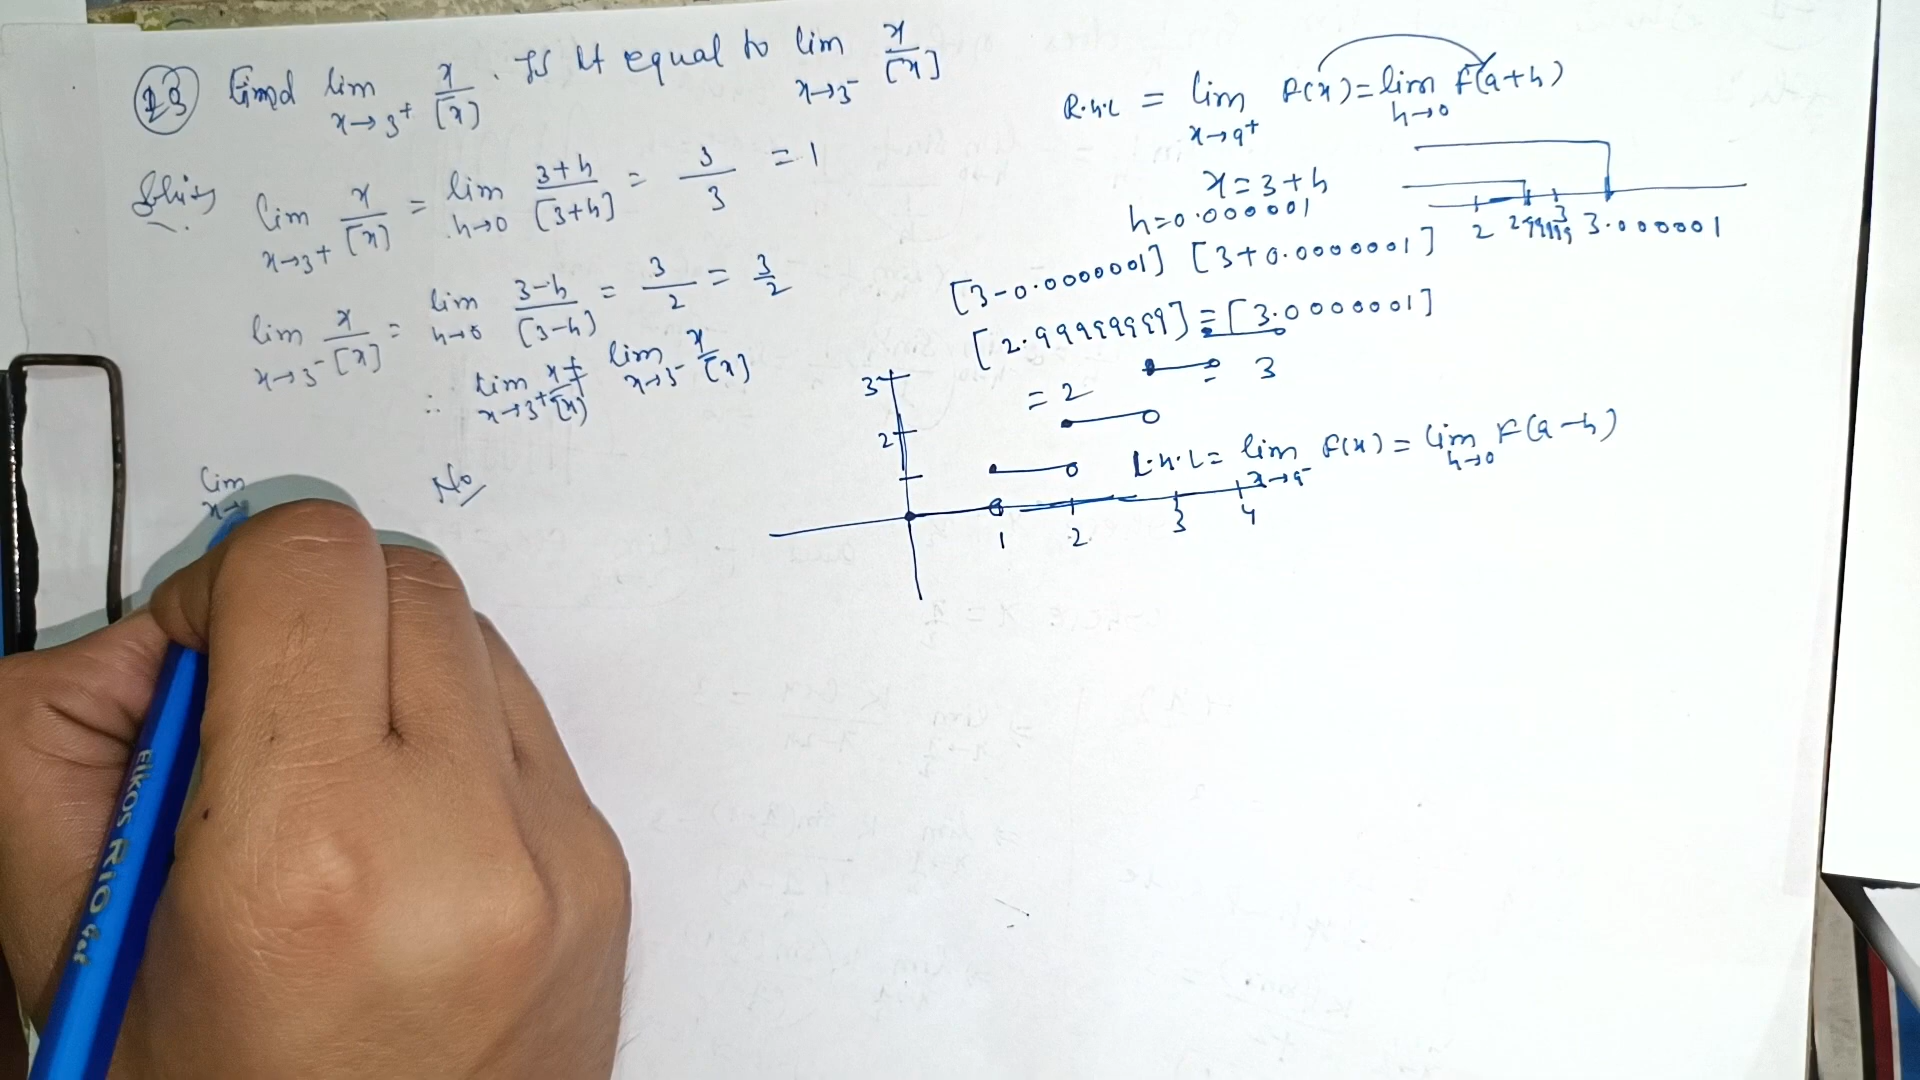 23 Find lim x→3+ x/[x]. Is it equal to lim x→3- x/[x]
Soln
lim x→3+ x/[x] = lim h→0 3+h/[3+h] = 3/3 = 1
lim x→3- x/[x] = lim h→0 3-h/[3-h] = 3/2 = 3/2
∴ lim x→3+ x/[x] ≠ lim x→3- x/[x]
No
lim x→
R.H.L = lim x→a+ F(x) = lim h→0 F(a+h)
x = 3+h
h = 0.000001
2 3 3.000001
[3-0.0000001] [3+0.0000001]
[2.99999999] = [3.0000001]
= 2 3
L.H.L = lim x→a- F(x) = lim h→0 F(a-h)
3
2
1 2 3 4
ELKOS RIO Gel